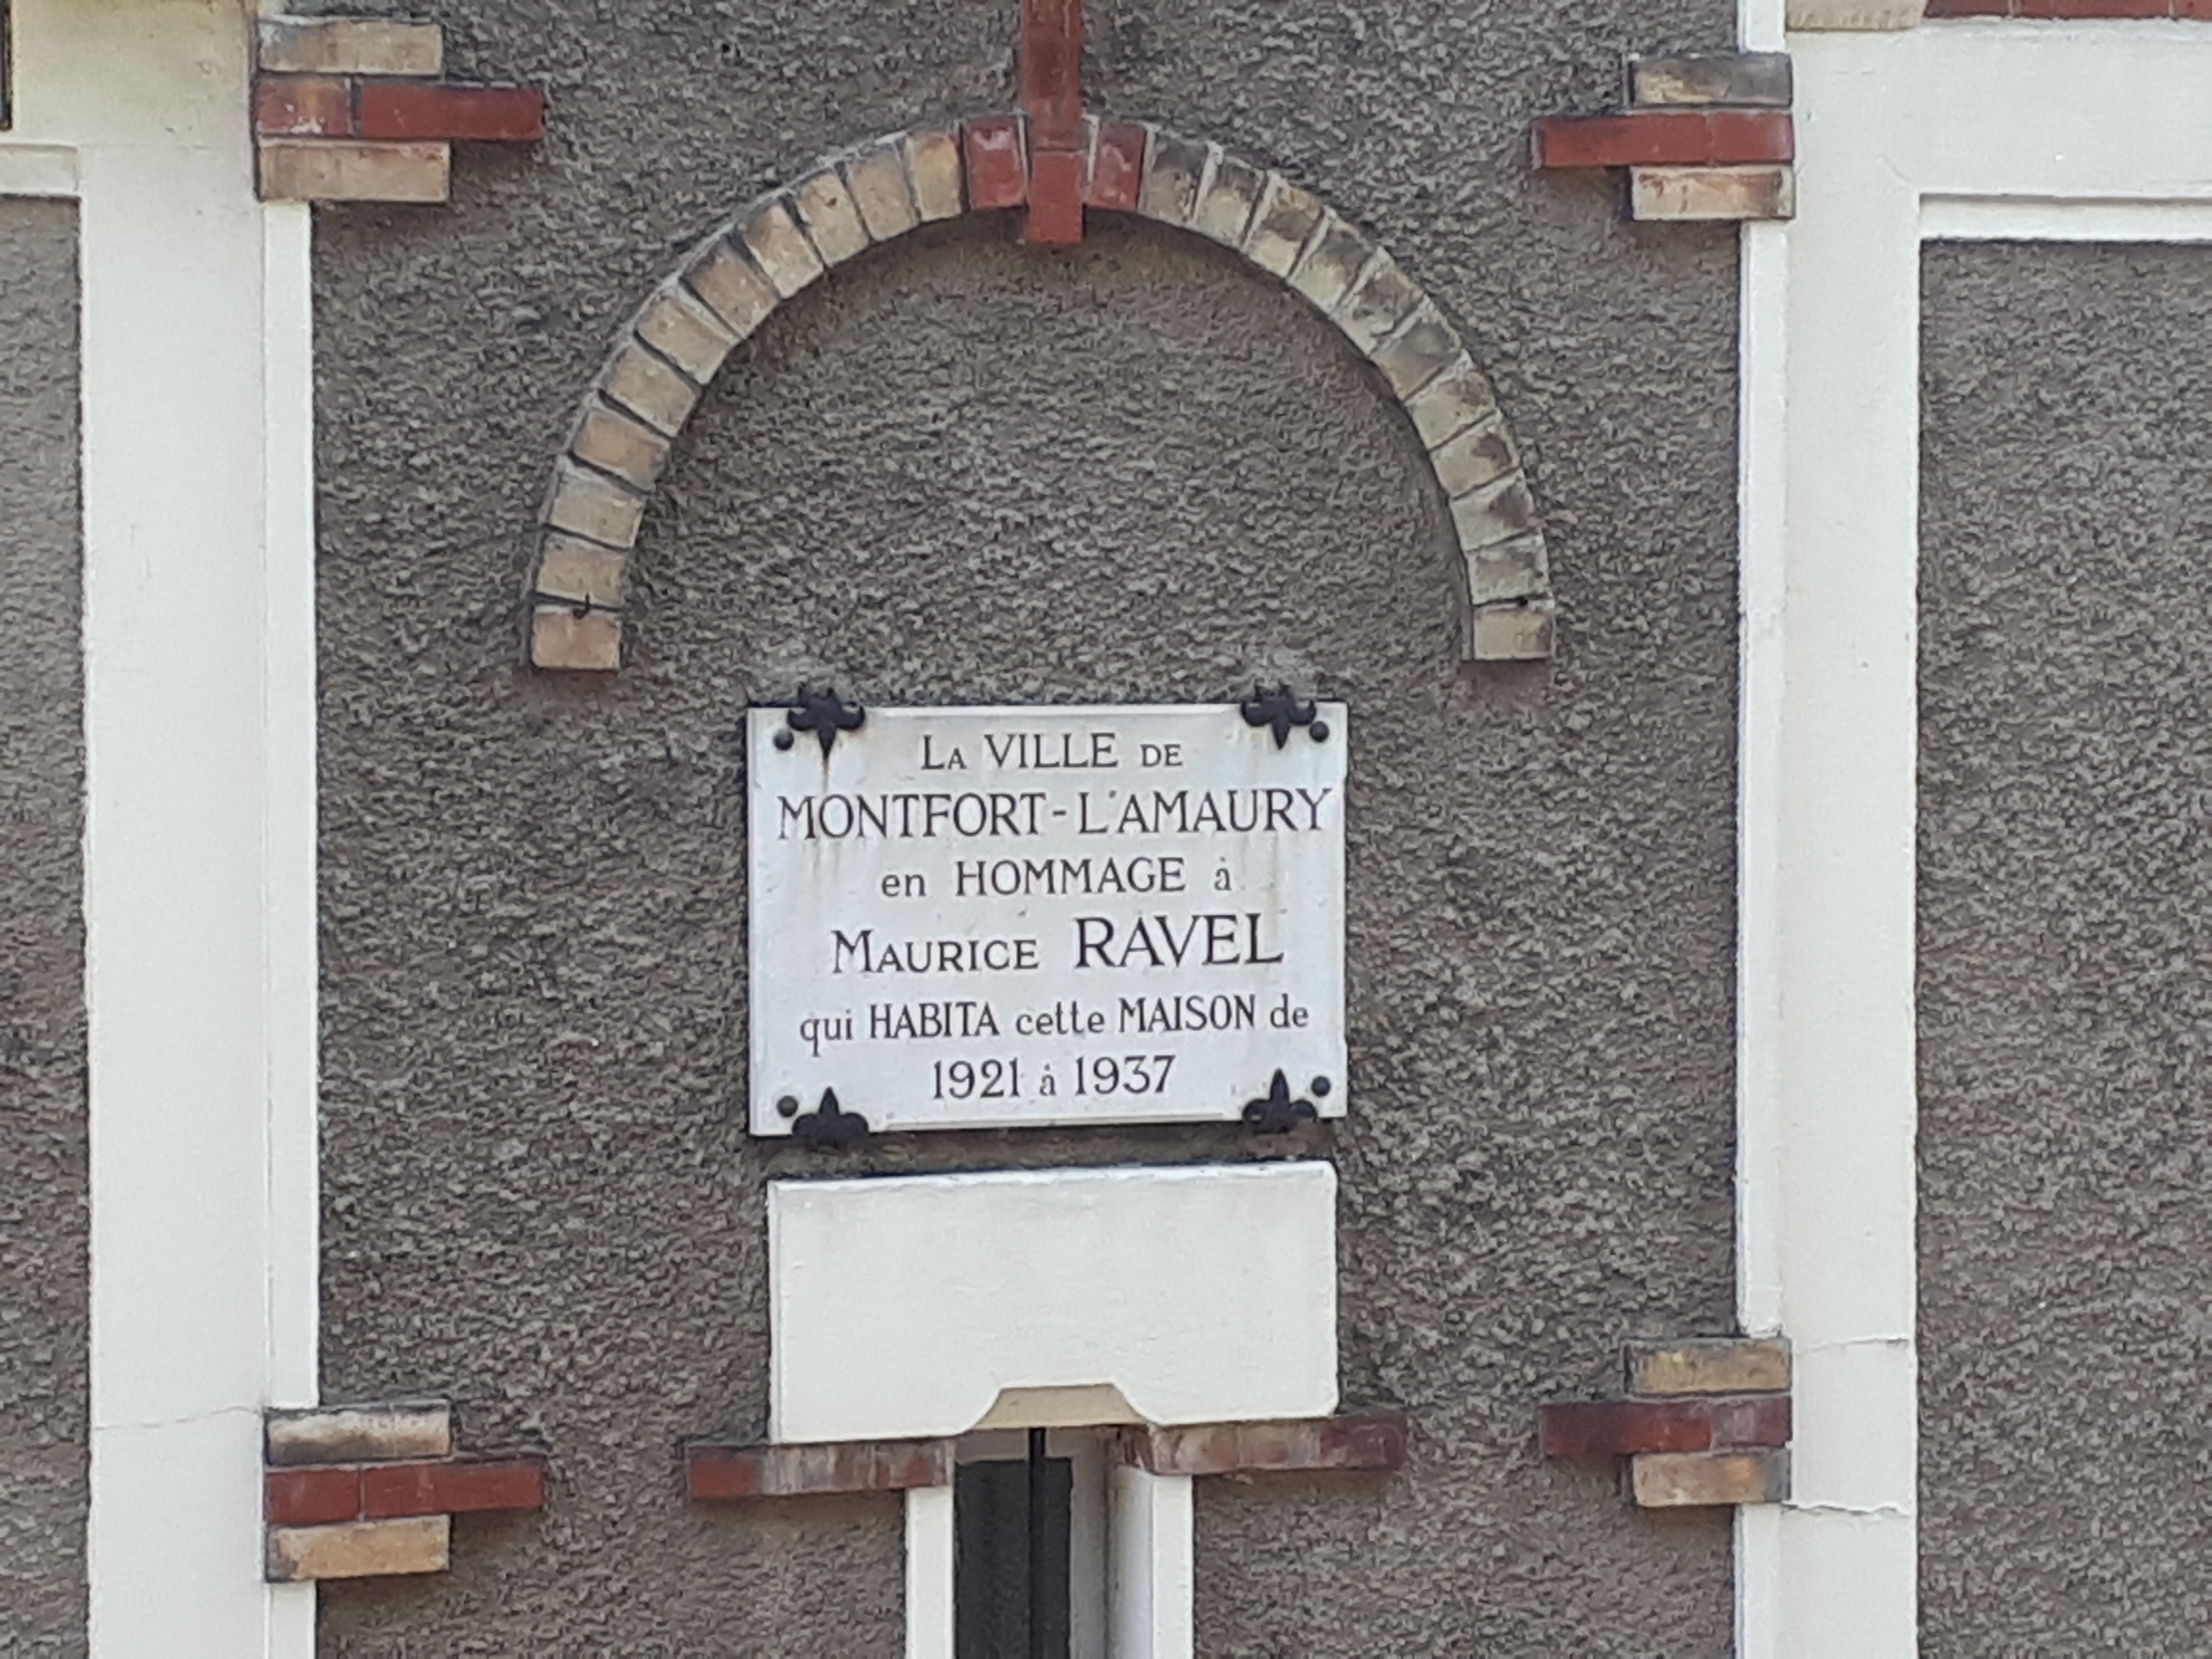 La VILLE DE
MONTFORT-L'AMAURY
en HOMMAGE à
MAURICE RAVEL
qui HABITA cette MAISON de
1921 à 1937